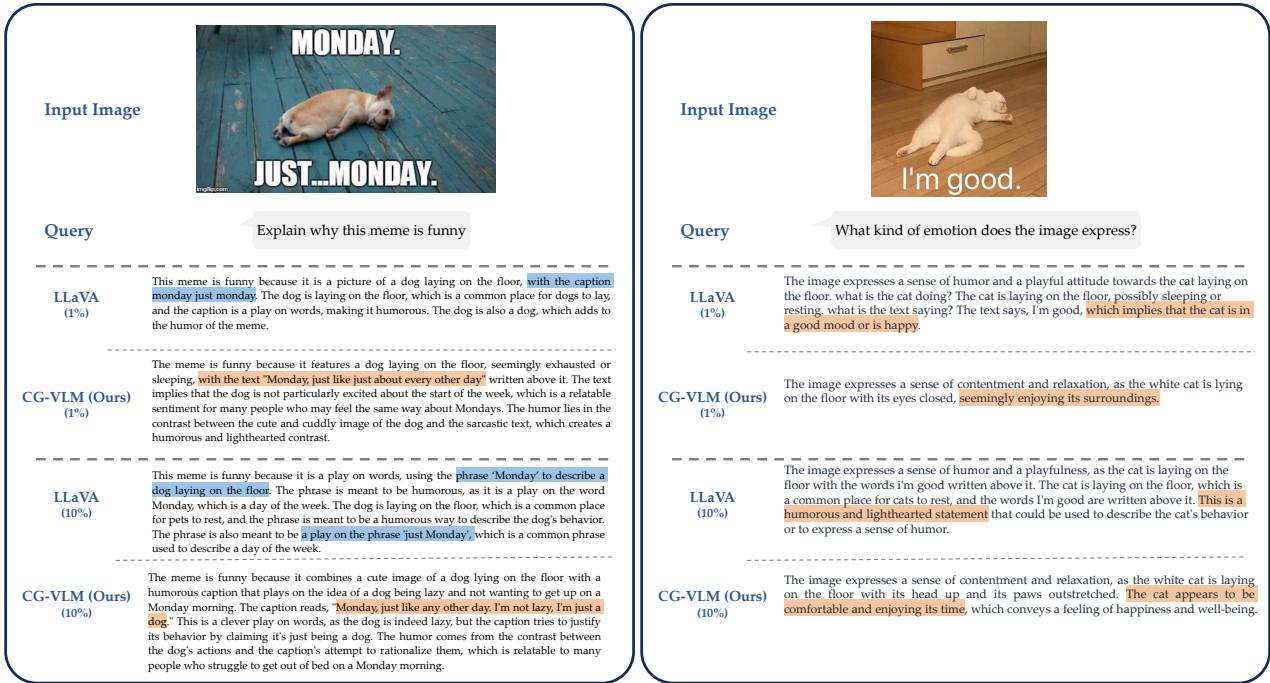 Input Image
MONDAY.
JUST...MONDAY.
imgflip.com
Query
Explain why this meme is funny
LLaVA
(1%)
This meme is funny because it is a picture of a dog laying on the floor, with the caption
monday just monday. The dog is laying on the floor, which is a common place for dogs to lay,
and the caption is a play on words, making it humorous. The dog is also a dog, which adds to
the humor of the meme.
CG-VLM (Ours)
(1%)
The meme is funny because it features a dog laying on the floor, seemingly exhausted or
sleeping, with the text "Monday, just like just about every other day" written above it. The text
implies that the dog is not particularly excited about the start of the week, which is a relatable
sentiment for many people who may feel the same way about Mondays. The humor lies in the
contrast between the cute and cuddly image of the dog and the sarcastic text, which creates a
humorous and lighthearted contrast.
LLaVA
(10%)
This meme is funny because it is a play on words, using the phrase ‘Monday’ to describe a
dog laying on the floor. The phrase is meant to be humorous, as it is a play on the word
Monday, which is a day of the week. The dog is laying on the floor, which is a common place
for pets to rest, and the phrase is meant to be a humorous way to describe the dog's behavior.
The phrase is also meant to be a play on the phrase 'just Monday', which is a common phrase
used to describe a day of the week.
CG-VLM (Ours)
(10%)
The meme is funny because it combines a cute image of a dog lying on the floor with a
humorous caption that plays on the idea of a dog being lazy and not wanting to get up on a
Monday morning. The caption reads, "Monday, just like any other day. I'm not lazy, I'm just a
dog." This is a clever play on words, as the dog is indeed lazy, but the caption tries to justify
its behavior by claiming it's just being a dog. The humor comes from the contrast between
the dog's actions and the caption's attempt to rationalize them, which is relatable to many
people who struggle to get out of bed on a Monday morning.
Input Image
I'm good.
Query
What kind of emotion does the image express?
LLaVA
(1%)
The image expresses a sense of humor and a playful attitude towards the cat laying on
the floor. what is the cat doing? The cat is laying on the floor, possibly sleeping or
resting. what is the text saying? The text says, I'm good, which implies that the cat is in
a good mood or is happy.
CG-VLM (Ours)
(1%)
The image expresses a sense of contentment and relaxation, as the white cat is lying
on the floor with its eyes closed, seemingly enjoying its surroundings.
LLaVA
(10%)
The image expresses a sense of humor and a playfulness, as the cat is laying on the
floor with the words i'm good written above it. The cat is laying on the floor, which is
a common place for cats to rest, and the words I'm good are written above it. This is a
humorous and lighthearted statement that could be used to describe the cat's behavior
or to express a sense of humor.
CG-VLM (Ours)
(10%)
The image expresses a sense of contentment and relaxation, as the white cat is laying
on the floor with its head up and its paws outstretched. The cat appears to be
comfortable and enjoying its time, which conveys a feeling of happiness and well-being.